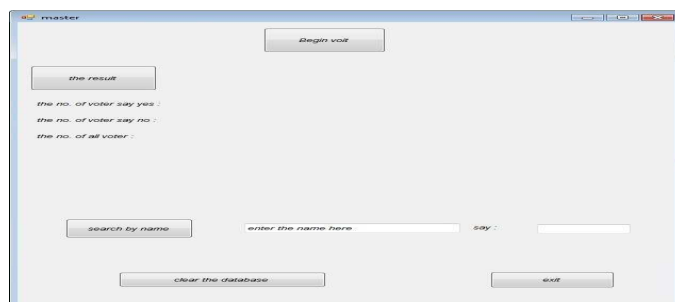 master
Begin voit
the result
the no. of voter say yes :
the no. of voter say no :
the no. of all voter :
search by name enter the name here say :
clear the database exit